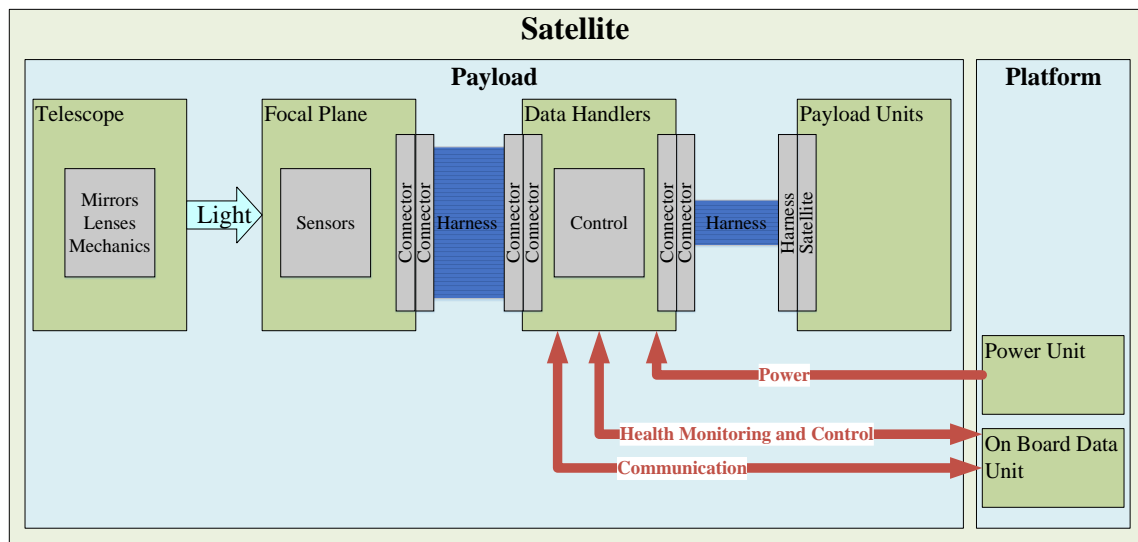 Satellite
Payload
Platform
Telescope
Mirrors
Lenses
Mechanics
Light
Focal Plane
Sensors
Connector
Connector
Harness
Connector
Connector
Data Handlers
Control
Connector
Connector
Harness
Harness
Satellite
Payload Units
Power Unit
Power
Health Monitoring and Control
On Board Data
Unit
Communication